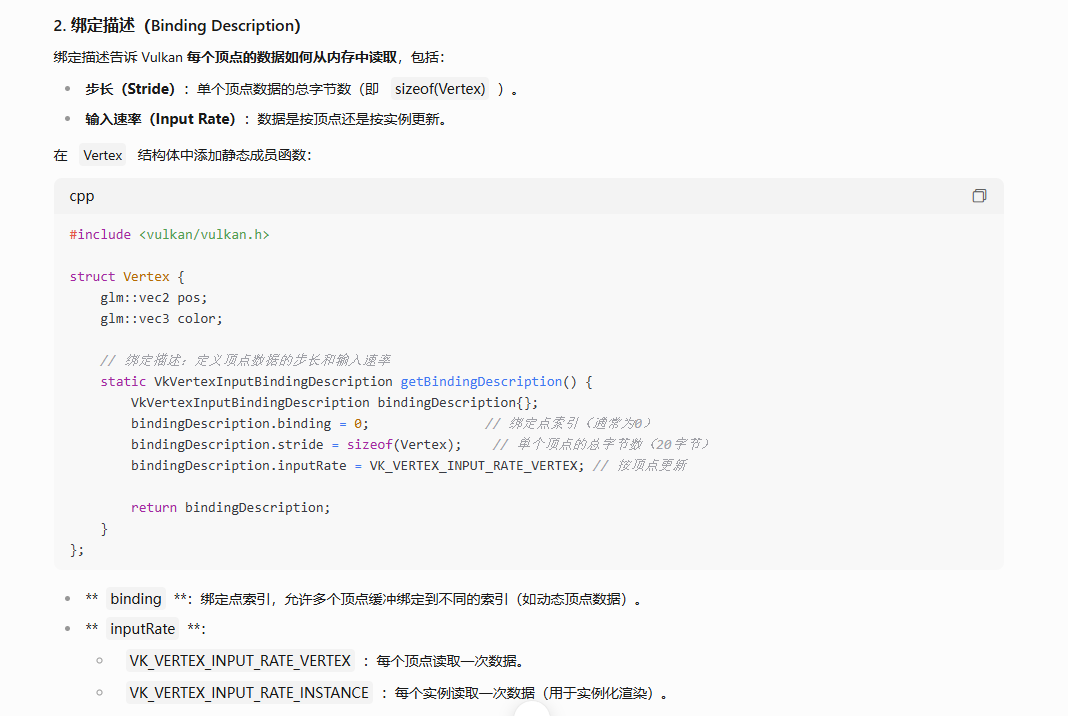 2. 绑定描述（Binding Description）
绑定描述告诉 Vulkan 每个顶点的数据如何从内存中读取，包括：
步长（Stride）：单个顶点数据的总字节数（即 sizeof(Vertex) ）。
输入速率（Input Rate）：数据是按顶点还是按实例更新。
在 Vertex 结构体中添加静态成员函数：
cpp
#include <vulkan/vulkan.h>
struct Vertex {
glm::vec2 pos;
glm::vec3 color;
// 绑定描述：定义顶点数据的步长和输入速率
static VkVertexInputBindingDescription getBindingDescription() {
VkVertexInputBindingDescription bindingDescription{};
bindingDescription.binding = 0; // 绑定点索引（通常为0）
bindingDescription.stride = sizeof(Vertex); // 单个顶点的总字节数（20字节）
bindingDescription.inputRate = VK_VERTEX_INPUT_RATE_VERTEX; // 按顶点更新
return bindingDescription;
}
};
** binding **：绑定点索引，允许多个顶点缓冲绑定到不同的索引（如动态顶点数据）。
** inputRate **：
VK_VERTEX_INPUT_RATE_VERTEX ：每个顶点读取一次数据。
VK_VERTEX_INPUT_RATE_INSTANCE ：每个实例读取一次数据（用于实例化渲染）。